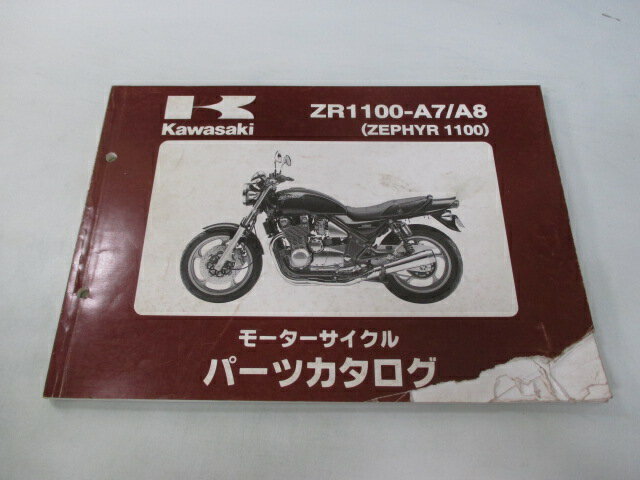 Kawasaki
ZR1100-A7/A8
(ZEPHYR 1100)
モーターサイクル
パーツカタログ